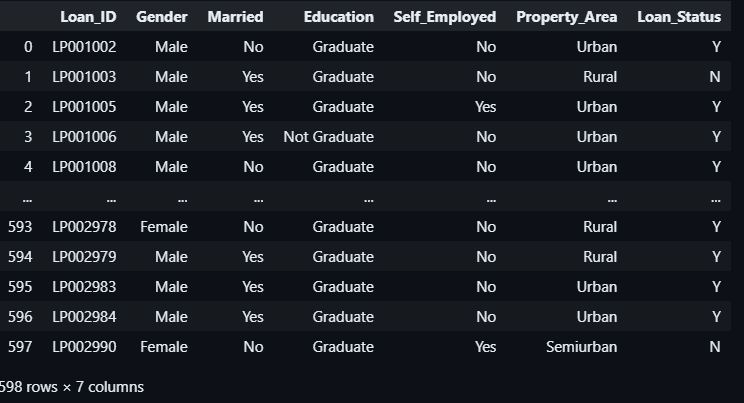 Loan_ID Gender Married Education Self_Employed Property_Area Loan_Status
0 LP001002 Male No Graduate No Urban Y
1 LP001003 Male Yes Graduate No Rural N
2 LP001005 Male Yes Graduate Yes Urban Y
3 LP001006 Male Yes Not Graduate No Urban Y
4 LP001008 Male No Graduate No Urban Y
... ... ... ... ... ... ... ...
593 LP002978 Female No Graduate No Rural Y
594 LP002979 Male Yes Graduate No Rural Y
595 LP002983 Male Yes Graduate No Urban Y
596 LP002984 Male Yes Graduate No Urban Y
597 LP002990 Female No Graduate Yes Semiurban N
598 rows × 7 columns